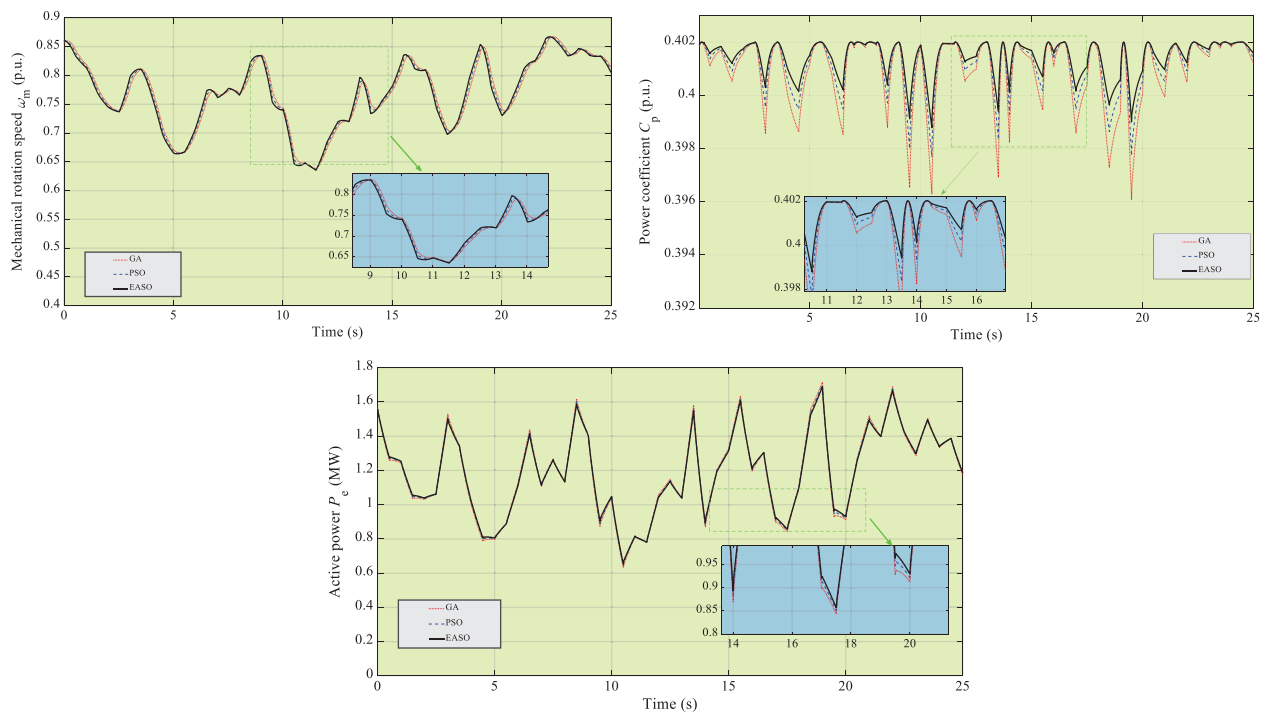 Mechanical rotation speed ωm (p.u.)
0.9
0.85
0.8
0.75
0.7
0.65
0.6
0.55
0.5
0.45
0.4
0 5 10 15 20 25
Time (s)
GA
PSO
EASO
0.8
0.75
0.7
0.65
9 10 11 12 13 14
Power coefficient Cp (p.u.)
0.402
0.4
0.398
0.396
0.394
0.392
5 10 15 20 25
Time (s)
GA
PSO
EASO
0.402
0.4
0.398
11 12 13 14 15 16
Active power Pe (MW)
1.8
1.6
1.4
1.2
1
0.8
0.6
0.4
0.2
0
0 5 10 15 20 25
Time (s)
GA
PSO
EASO
0.95
0.9
0.85
0.8
14 16 18 20